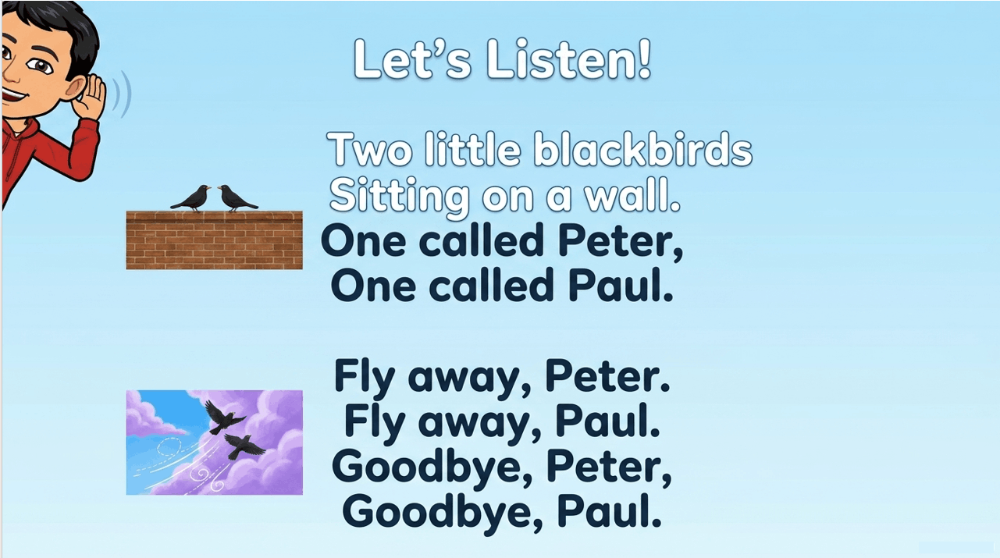 Let’s Listen!
Two little blackbirds
Sitting on a wall.
One called Peter,
One called Paul.
Fly away, Peter.
Fly away, Paul.
Goodbye, Peter,
Goodbye, Paul.